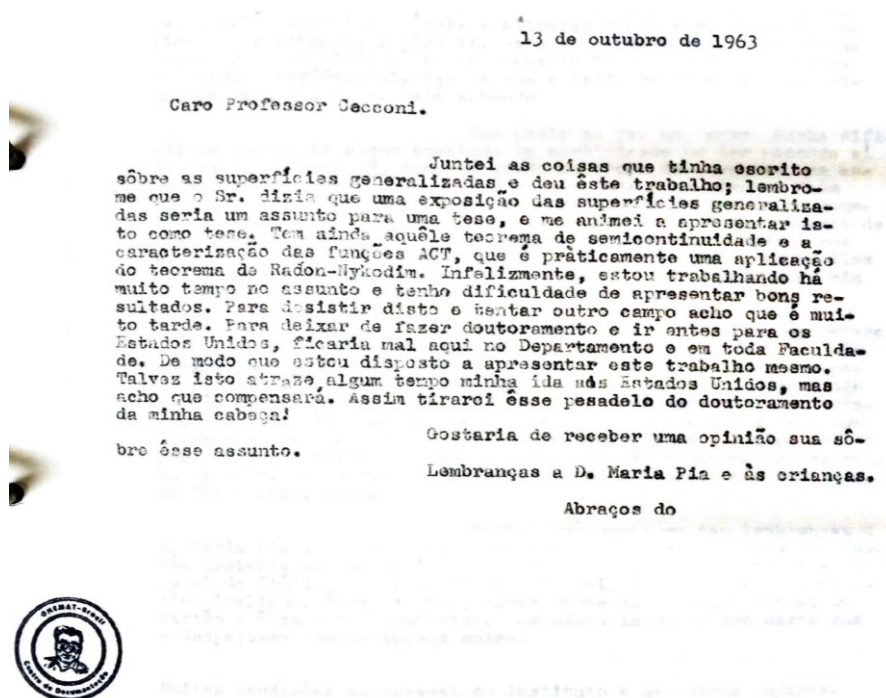 13 de outubro de 1963
Caro Professor Cecconi.
Juntei as coisas que tinha escrito
sôbre as superfícies generalizadas e deu êste trabalho; lembro-
me que o Sr. dizia que uma exposição das superfícies generaliza-
das seria um assunto para uma tese, e me animei a apresentar is-
to como tese. Tem ainda aquêle teorema de semicontinuidade e a
caracterização das funções ACT, que é pràticamente uma aplicação
do teorema de Radon-Nykodim. Infelizmente, estou trabalhando há
muito tempo no assunto e tenho dificuldade de apresentar bons re-
sultados. Para desistir disto e tentar outro campo acho que é mui-
to tarde. Para deixar de fazer doutoramento e ir antes para os
Estados Unidos, ficaria mal aqui no Departamento e em toda Faculda-
de. De modo que estou disposto a apresentar este trabalho mesmo.
Talvez isto atraze algum tempo minha ida aos Estados Unidos, mas
acho que compensará. Assim tirarei êsse pesadelo do doutoramento
da minha cabeça!
Gostaria de receber uma opinião sua sô-
bre êsse assunto.
Lembranças a D. Maria Pia e às crianças.
Abraços do
GHEMAT-Brasil
Centro de Documentação